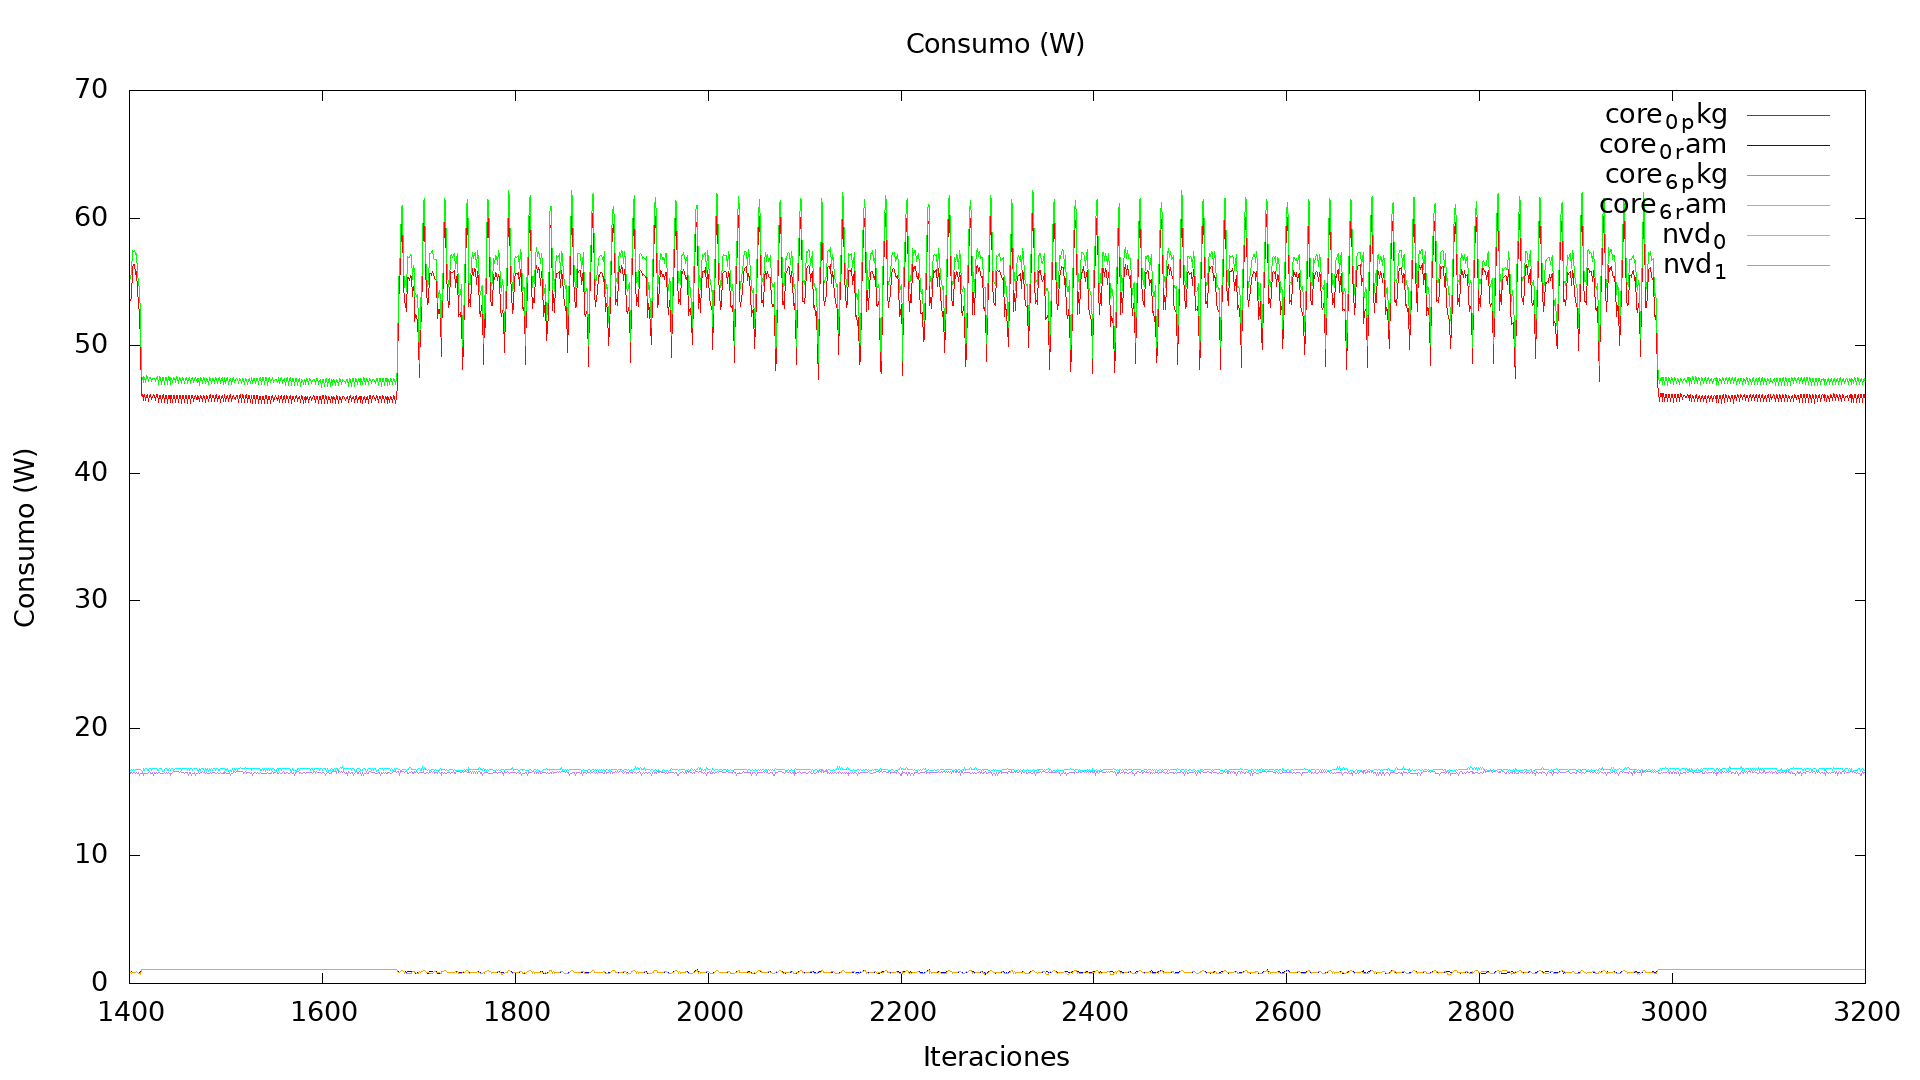 Consumo (W)
70
60
50
40
30
20
10
0
Consumo (W)
core₀ₚkg
core₀ᵣam
core₆ₚkg
core₆ᵣam
nvd₀
nvd₁
1400 1600 1800 2000 2200 2400 2600 2800 3000 3200
Iteraciones